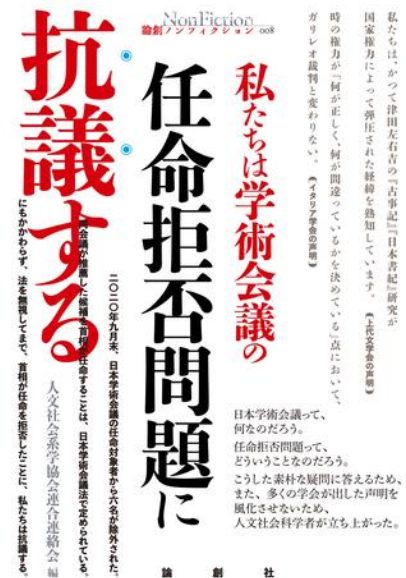 NonFiction
論創ノンフィクション 008
私たちは、かつて津田左右吉の『古事記』『日本書紀』研究が
国家権力によって弾圧された経緯を熟知しています。【上代文学会の声明】
時の権力が「何が正しく、何が間違っているかを決めている」点において、
ガリレオ裁判と変わりない。【イタリア学会の声明】
私たちは学術会議の
任命拒否問題に
抗議する
日本学術会議って、
何なのだろう。
任命拒否問題って、
どういうことなのだろう。
こうした素朴な疑問に答えるため、
また、多くの学会が出した声明を
風化させないため、
人文社会科学者が立ち上がった。
二〇二〇年九月末、日本学術会議の任命対象者から六名が除外された。
同会議が推薦した候補を首相が任命することは、日本学術会議法で定められている。
にもかかわらず、法を無視してまで、首相が任命を拒否したことに、私たちは抗議する。
人文社会系学協会連合連絡会 編
論創社